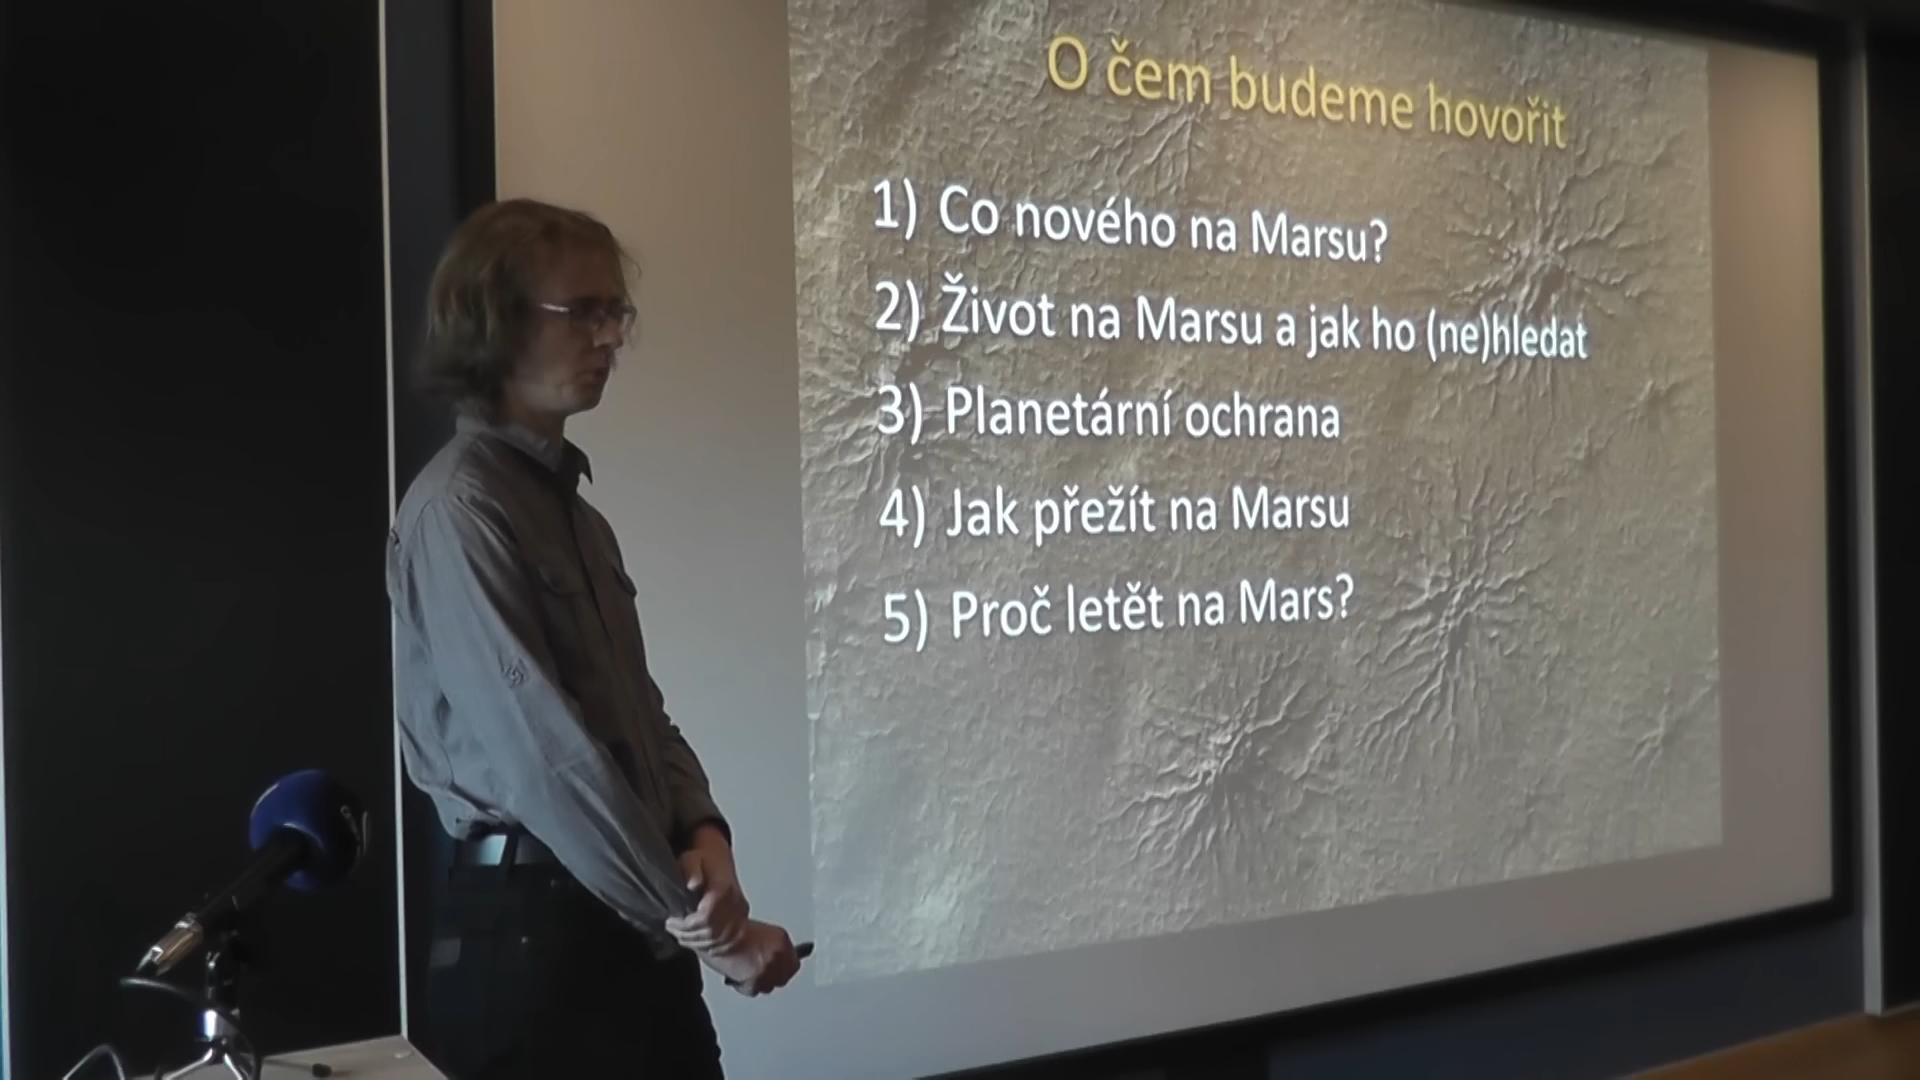 O čem budeme hovořit
1) Co nového na Marsu?
2) Život na Marsu a jak ho (ne)hledat
3) Planetární ochrana
4) Jak přežít na Marsu
5) Proč letět na Mars?